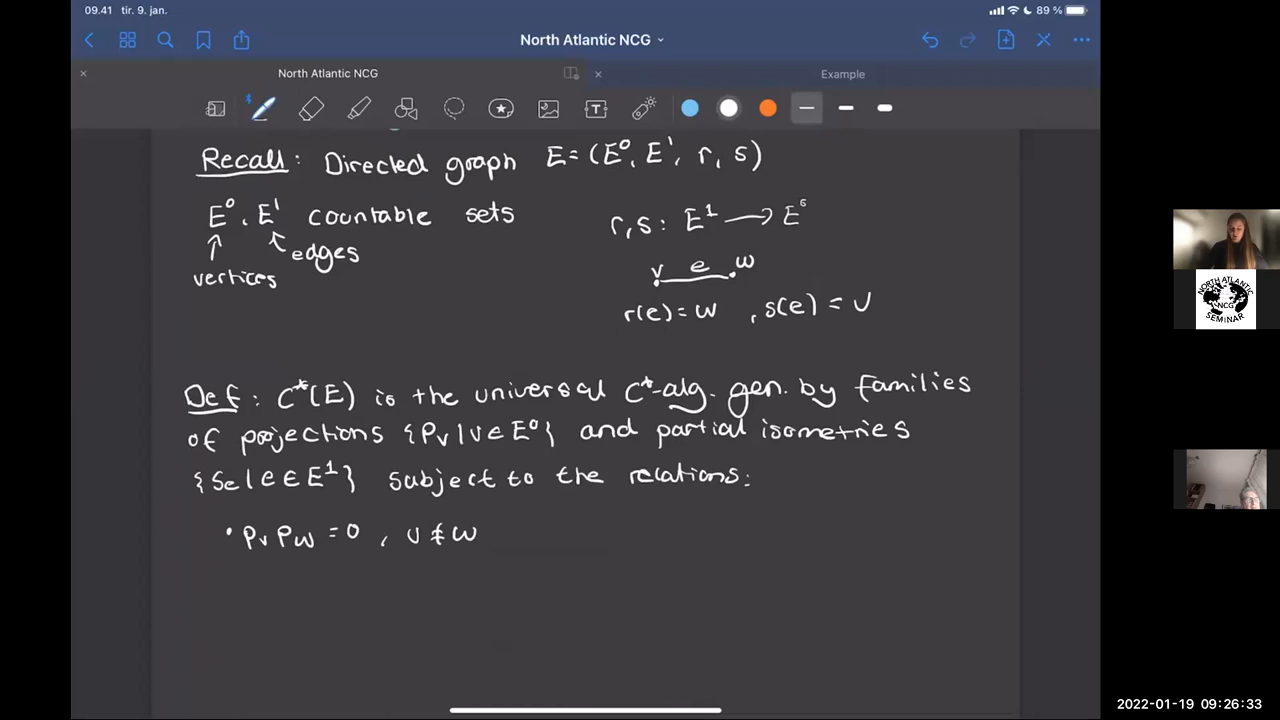 09.41 tir. 9. jan.
89 %
North Atlantic NCG
North Atlantic NCG
Example
Recall: Directed graph E = (E⁰, E¹, r, s)
E⁰, E¹ countable sets
r, s : E¹ → E⁰
vertices
edges
v e w
r(e) = w , s(e) = v
Def: C*(E) is the universal C*-alg. gen. by families
of projections {Pv | v ∈ E⁰} and partial isometries
{Se | e ∈ E¹} subject to the relations:
• Pv Pw = 0 , v ≠ w
NORTH ATLANTIC
NCG
SEMINAR
2022-01-19 09:26:33